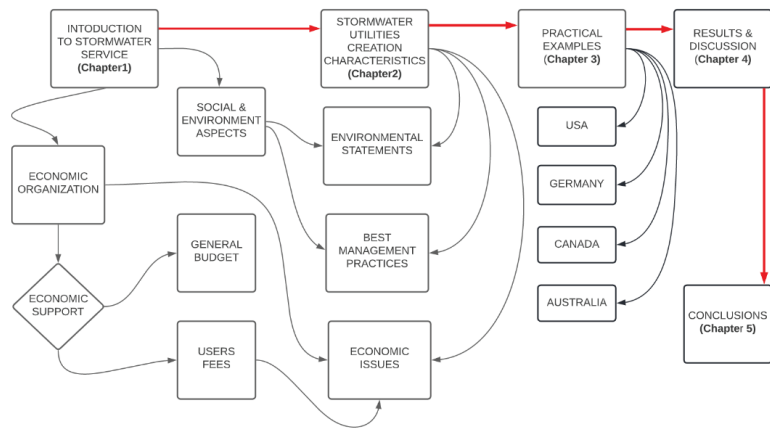 INTODUCTION
TO STORMWATER
SERVICE
(Chapter1)
STORMWATER
UTILITIES
CREATION
CHARACTERISTICS
(Chapter2)
PRACTICAL
EXAMPLES
(Chapter 3)
RESULTS &
DISCUSSION
(Chapter 4)
SOCIAL &
ENVIRONMENT
ASPECTS
ENVIRONMENTAL
STATEMENTS
USA
ECONOMIC
ORGANIZATION
GERMANY
GENERAL
BUDGET
BEST
MANAGEMENT
PRACTICES
CANADA
ECONOMIC
SUPPORT
AUSTRALIA
CONCLUSIONS
(Chapter 5)
USERS
FEES
ECONOMIC
ISSUES